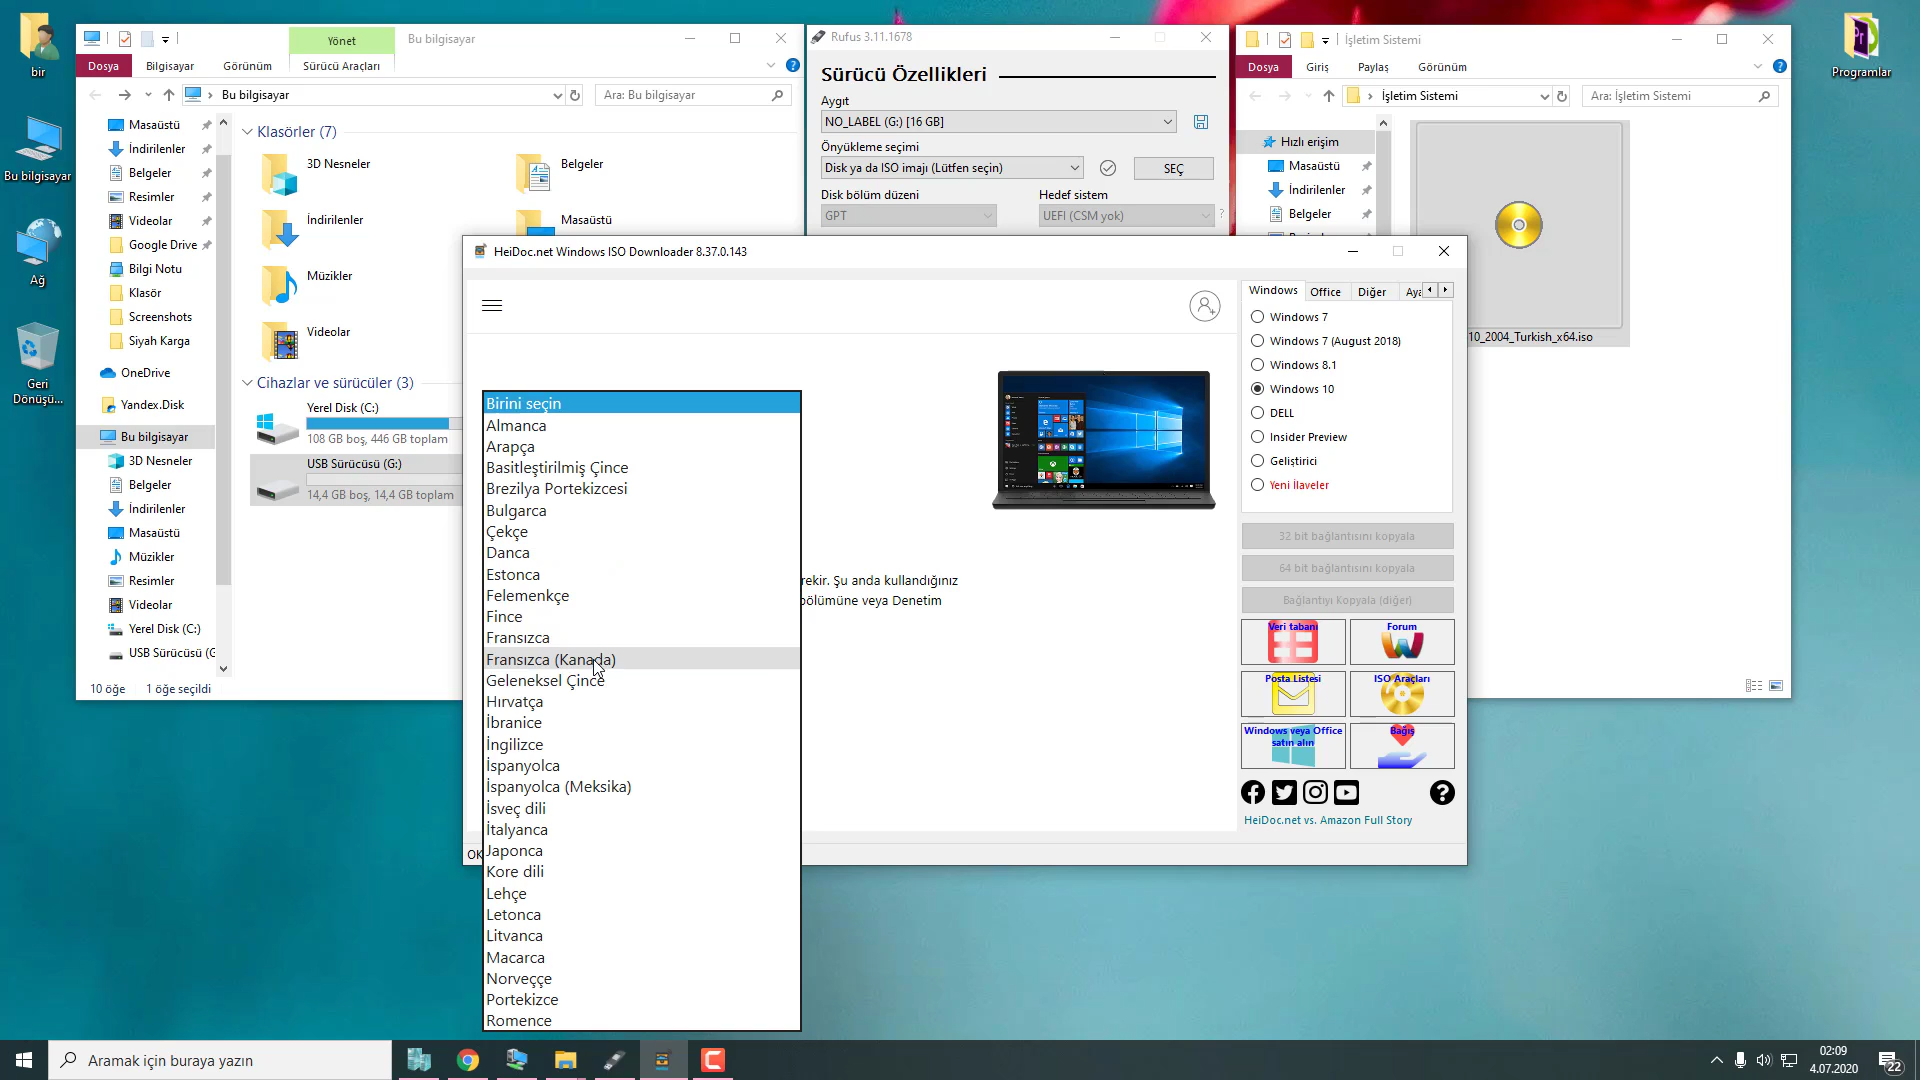 bir
Bu bilgisayar
Ağ
Geri
Dönüşü...
Programlar
Yönet
Bu bilgisayar
Dosya
Bilgisayar
Görünüm
Sürücü Araçları
Bu bilgisayar
Ara: Bu bilgisayar
Masaüstü
İndirilenler
Belgeler
Resimler
Videolar
Google Drive
Bilgi Notu
Klasör
Screenshots
Siyah Karga
OneDrive
Yandex.Disk
Bu bilgisayar
3D Nesneler
Belgeler
İndirilenler
Masaüstü
Müzikler
Resimler
Videolar
Yerel Disk (C:)
USB Sürücüsü (G
Klasörler (7)
3D Nesneler
Belgeler
İndirilenler
Masaüstü
Müzikler
Videolar
Cihazlar ve sürücüler (3)
Yerel Disk (C:)
108 GB boş, 446 GB toplam
USB Sürücüsü (G:)
14,4 GB boş, 14,4 GB toplam
10 öğe
1 öğe seçildi
Rufus 3.11.1678
Sürücü Özellikleri
Aygıt
NO_LABEL (G:) [16 GB]
Önyükleme seçimi
Disk ya da ISO imajı (Lütfen seçin)
SEÇ
Disk bölüm düzeni
Hedef sistem
GPT
UEFI (CSM yok)
?
İşletim Sistemi
Dosya
Giriş
Paylaş
Görünüm
İşletim Sistemi
Ara: İşletim Sistemi
Hızlı erişim
Masaüstü
İndirilenler
Belgeler
10_2004_Turkish_x64.iso
HeiDoc.net Windows ISO Downloader 8.37.0.143
Birini seçin
Almanca
Arapça
Basitleştirilmiş Çince
Brezilya Portekizcesi
Bulgarca
Çekçe
Danca
Estonca
Felemenkçe
Fince
Fransızca
Fransızca (Kanada)
Geleneksel Çince
Hırvatça
İbranice
İngilizce
İspanyolca
İspanyolca (Meksika)
İsveç dili
İtalyanca
Japonca
Kore dili
Lehçe
Letonca
Litvanca
Macarca
Norveççe
Portekizce
Romence
rekir. Şu anda kullandığınız
bölümüne veya Denetim
OK
Windows
Office
Diğer
Aya
Windows 7
Windows 7 (August 2018)
Windows 8.1
Windows 10
DELL
Insider Preview
Geliştirici
Yeni İlaveler
32 bit bağlantısını kopyala
64 bit bağlantısını kopyala
Bağlantıyı Kopyala (diğer)
Veri tabanı
Forum
Posta Listesi
ISO Araçları
Windows veya Office
satın alın
Bağış
HeiDoc.net vs. Amazon Full Story
Aramak için buraya yazın
02:09
4.07.2020
22